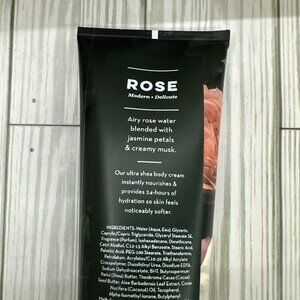 ROSE
Modern + Delicate
Airy rose water
blended with
jasmine petals
& creamy musk.
Our ultra shea body cream
instantly nourishes &
provides 24-hours of
hydration so skin feels
noticeably softer.
INGREDIENTS: Water (Aqua, Eau), Glycerin,
Caprylic/Capric Triglyceride, Glyceryl Stearate SE,
Fragrance (Parfum), Isohexadecane, Dimethicone,
Cetyl Alcohol, C12-15 Alkyl Benzoate, Stearic Acid,
Palmitic Acid, PEG-100 Stearate, Triethanolamine,
Petrolatum, Acrylates/C10-30 Alkyl Acrylate
Crosspolymer, Diazolidinyl Urea, Disodium EDTA,
Sodium Dehydroacetate, BHT, Butyrospermum
Parkii (Shea) Butter, Theobroma Cacao (Cocoa)
Seed Butter, Aloe Barbadensis Leaf Extract, Cocos
Nucifera (Coconut) Oil, Tocopherol,
Alpha-Isomethyl Ionone, Butylphenyl